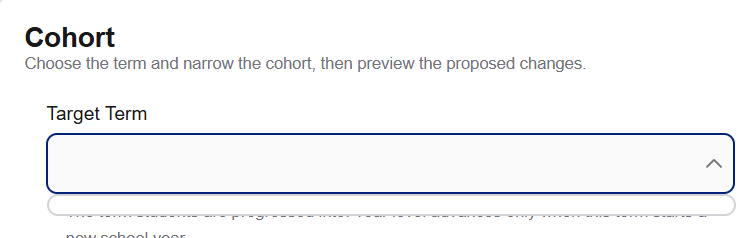 Cohort
Choose the term and narrow the cohort, then preview the proposed changes.
Target Term
The term students are progressed into. Year level advances only when this term starts a
new school year.